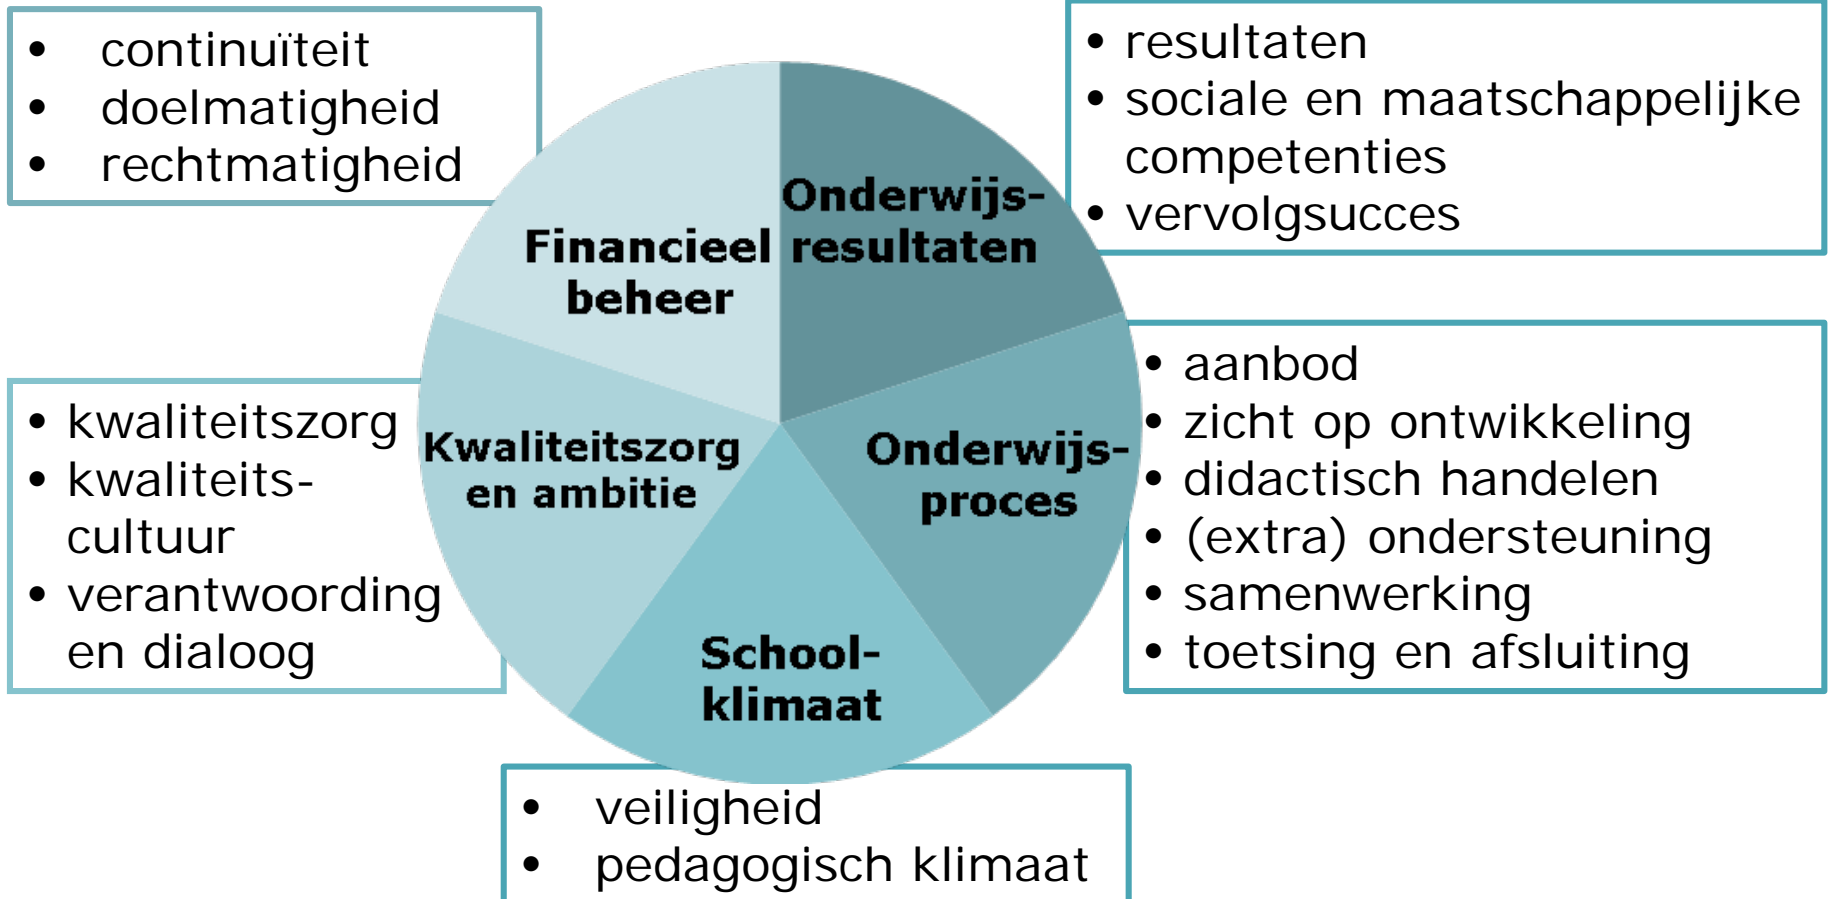 • continuïteit
• doelmatigheid
• rechtmatigheid
• resultaten
• sociale en maatschappelijke
competenties
• vervolgsucces
Financieel
beheer
Onderwijs-
resultaten
• kwaliteitszorg
• kwaliteits-
cultuur
• verantwoording
en dialoog
Kwaliteitszorg
en ambitie
Onderwijs-
proces
• aanbod
• zicht op ontwikkeling
• didactisch handelen
• (extra) ondersteuning
• samenwerking
• toetsing en afsluiting
School-
klimaat
• veiligheid
• pedagogisch klimaat